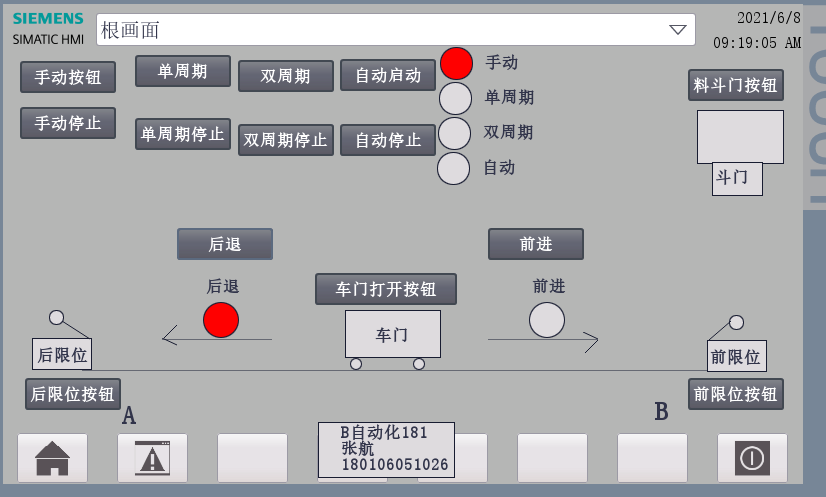 SIEMENS
SIMATIC HMI
根画面
2021/6/8
09:19:05 AM
手动按钮
单周期
双周期
自动启动
手动
料斗门按钮
手动停止
单周期停止
双周期停止
自动停止
单周期
双周期
自动
斗门
后退
前进
后退
车门打开按钮
前进
后限位
车门
前限位
后限位按钮
前限位按钮
A
B
B自动化181
张航
180106051026